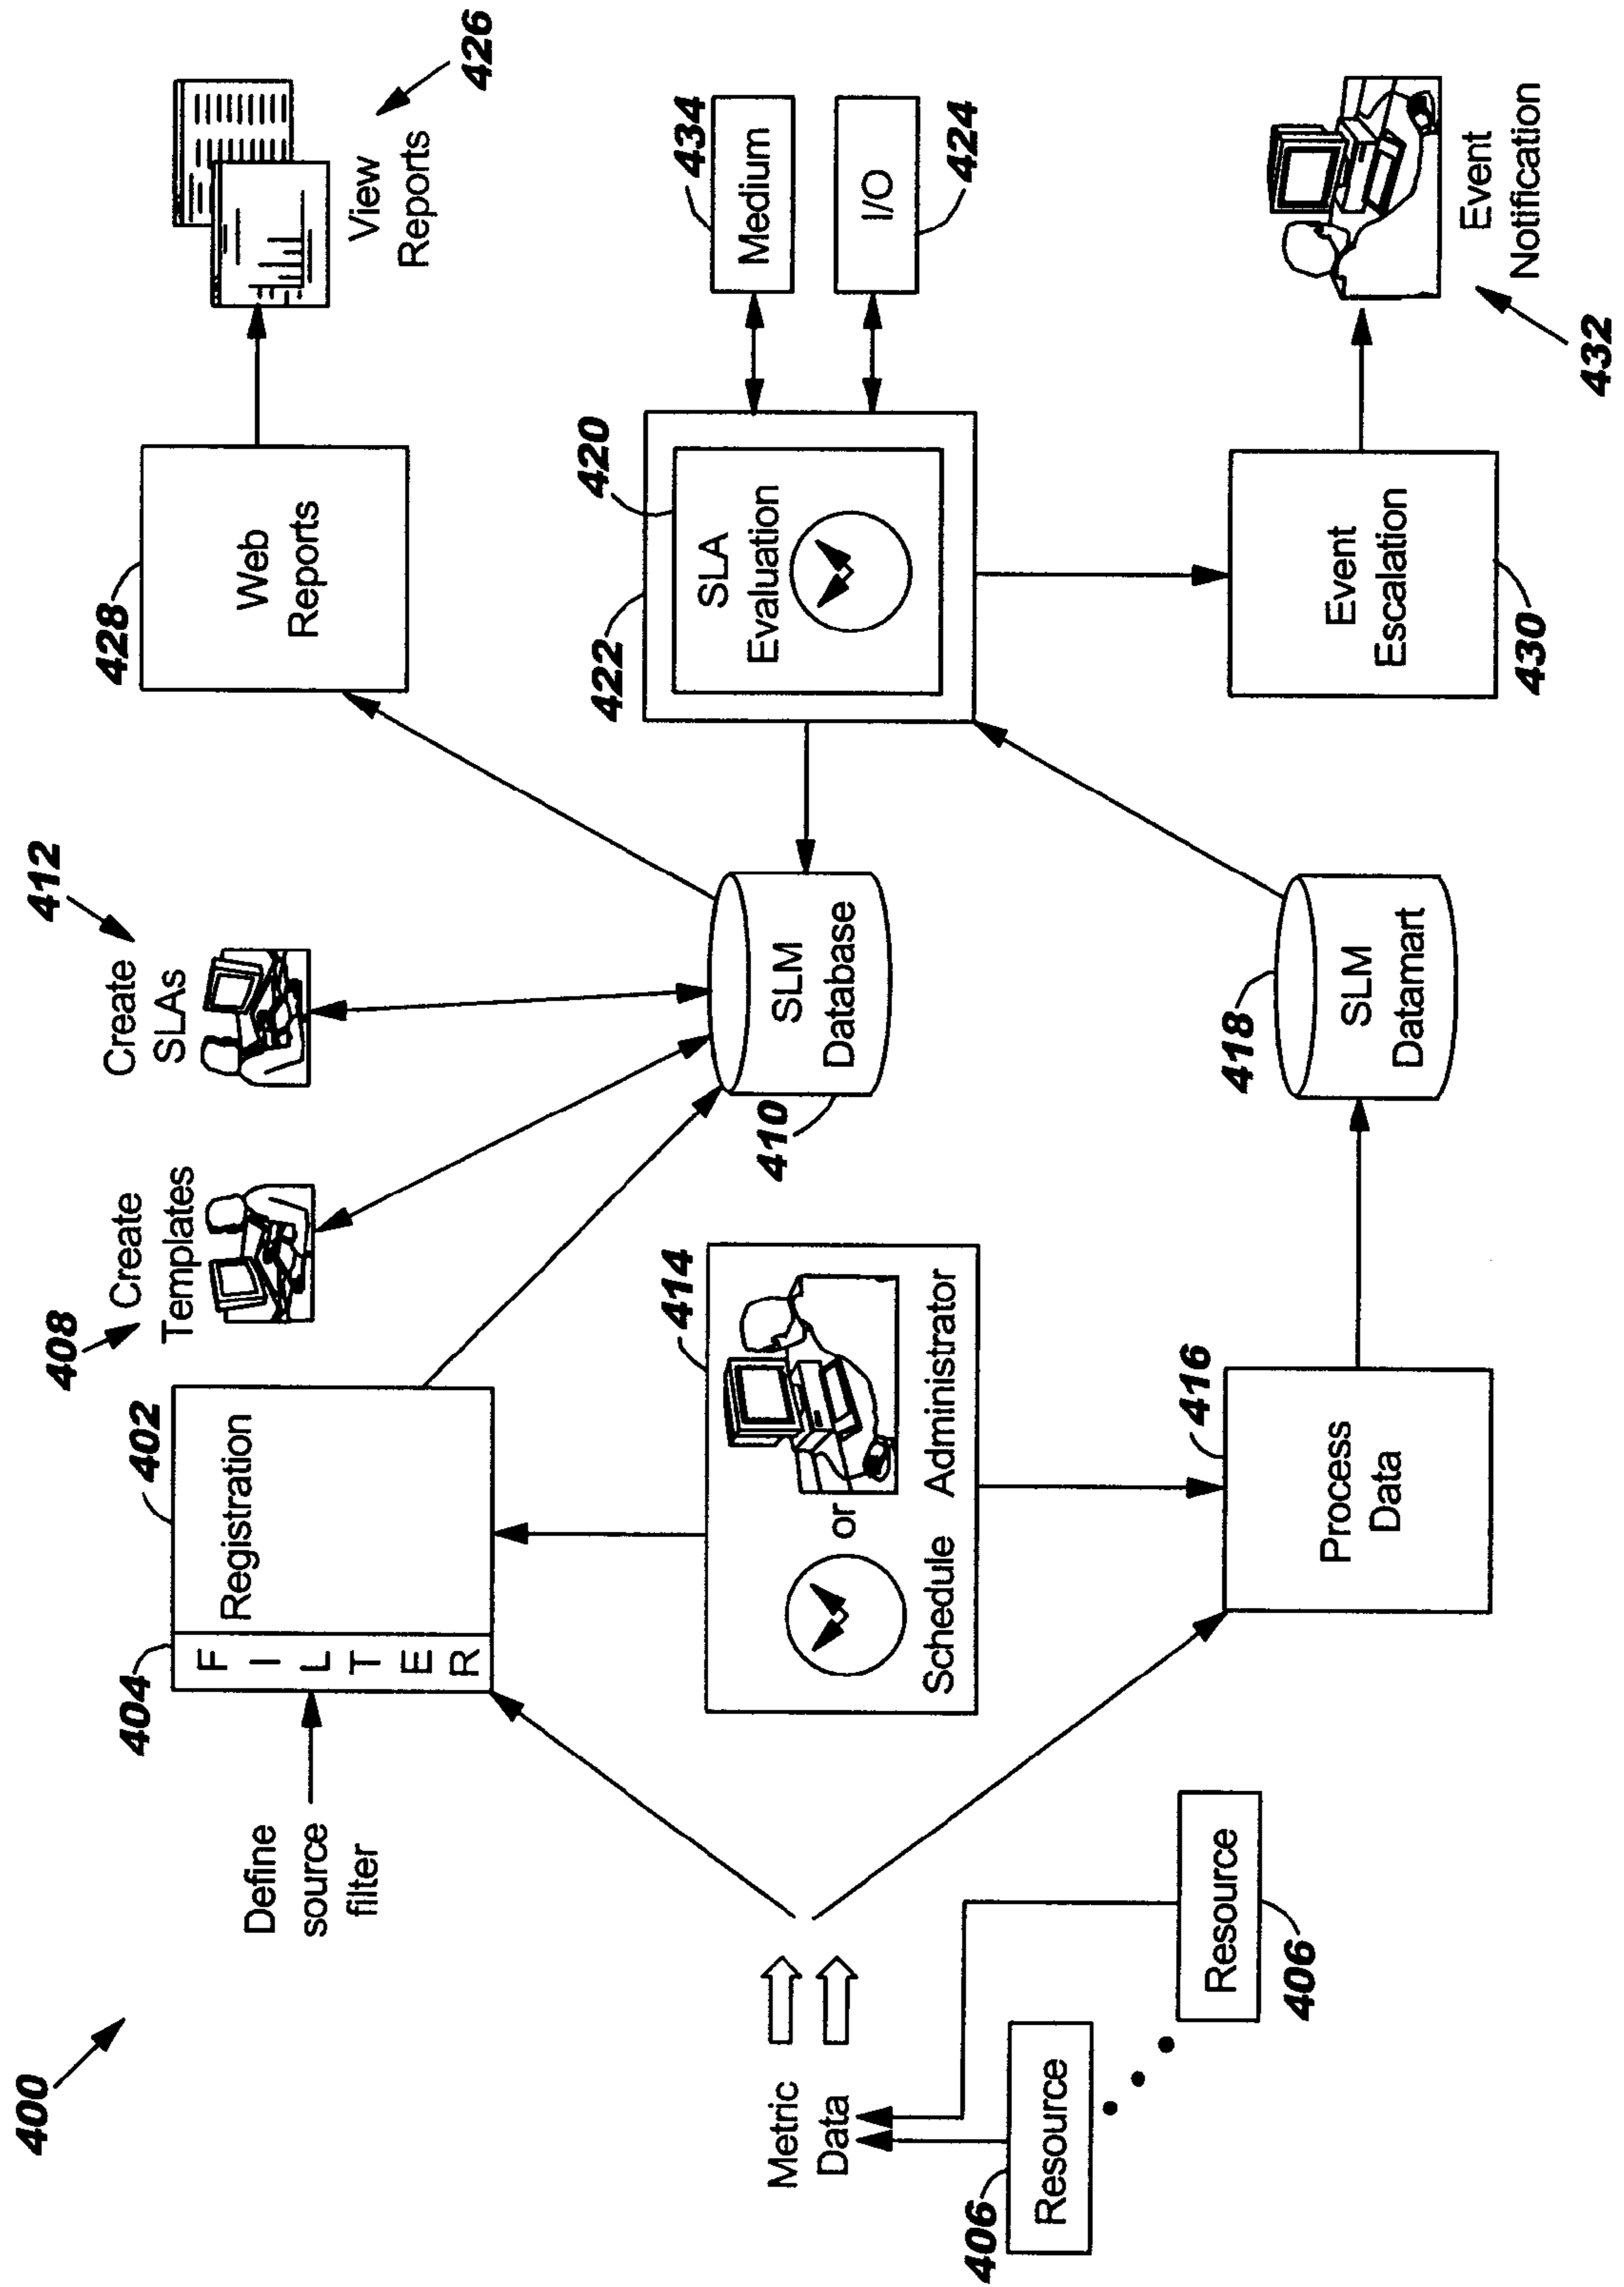 400
Define
source
filter
404
F
I
L
T
E
R
402
Registration
408
Create
Templates
412
Create
SLAs
428
Web
Reports
View
Reports
426
Metric
Data
406
Resource
Resource
406
414
Schedule
or
Administrator
SLM
Database
410
422
420
SLA
Evaluation
434
Medium
I/O
424
416
Process
Data
418
SLM
Datamart
Event
Escalation
430
Event
Notification
432